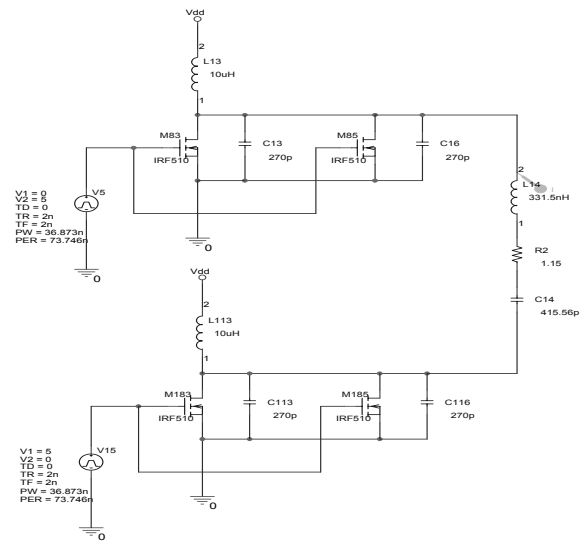 Vdd
2
L13
10uH
1
M83
IRF510
C13
270p
M85
IRF510
C16
270p
2
L14
331.5nH
1
R2
1.15
C14
415.56p
V5
V1 = 0
V2 = 5
TD = 0
TR = 2n
TF = 2n
PW = 36.873n
PER = 73.746n
0
0
Vdd
2
L113
10uH
1
M183
IRF510
C113
270p
M185
IRF510
C116
270p
V15
V1 = 5
V2 = 0
TD = 0
TR = 2n
TF = 2n
PW = 36.873n
PER = 73.746n
0
0